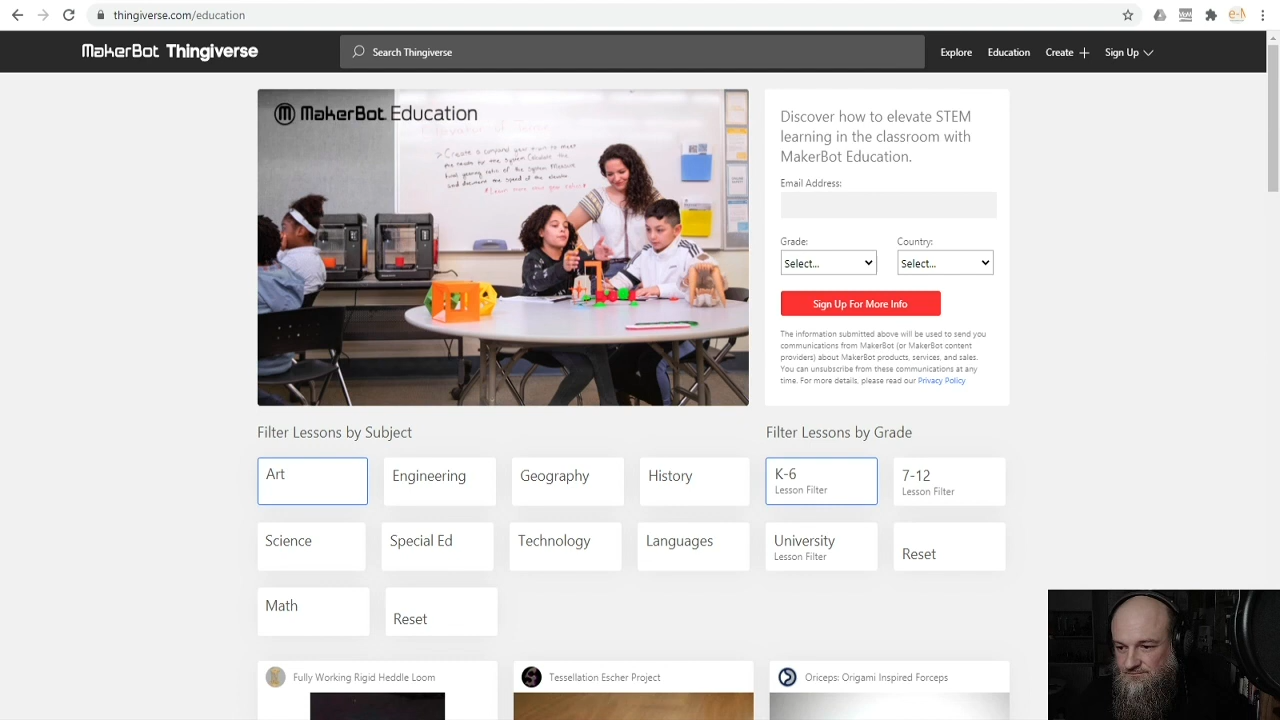 thingiverse.com/education
MakerBot Thingiverse
Search Thingiverse
Explore
Education
Create
Sign Up
MakerBot Education
Discover how to elevate STEM
learning in the classroom with
MakerBot Education.
Email Address:
Grade:
Country:
Select...
Select...
Sign Up For More Info
The information submitted above will be used to send you
communications from MakerBot (or MakerBot content
providers) about MakerBot products, services, and sales.
You can unsubscribe from these communications at any
time. For more details, please read our Privacy Policy
Filter Lessons by Subject
Filter Lessons by Grade
Art
Engineering
Geography
History
K-6
Lesson Filter
7-12
Lesson Filter
Science
Special Ed
Technology
Languages
University
Lesson Filter
Reset
Math
Reset
Fully Working Rigid Heddle Loom
Tessellation Escher Project
Oriceps: Origami Inspired Forceps